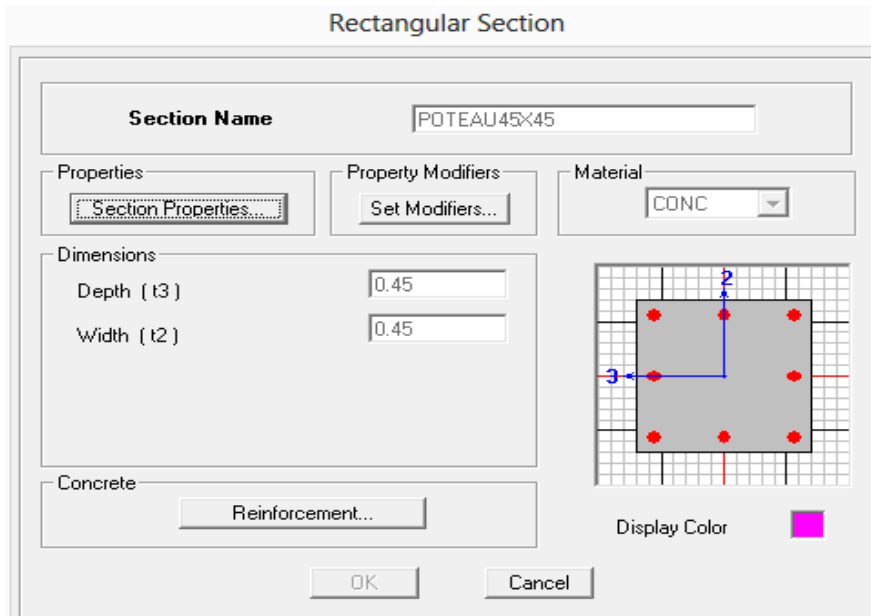 Rectangular Section
Section Name
POTEAU45X45
Properties
Property Modifiers
Material
Section Properties...
Set Modifiers...
CONC
Dimensions
Depth ( t3 )
0.45
Width ( t2 )
0.45
2
3
Concrete
Reinforcement...
Display Color
OK
Cancel